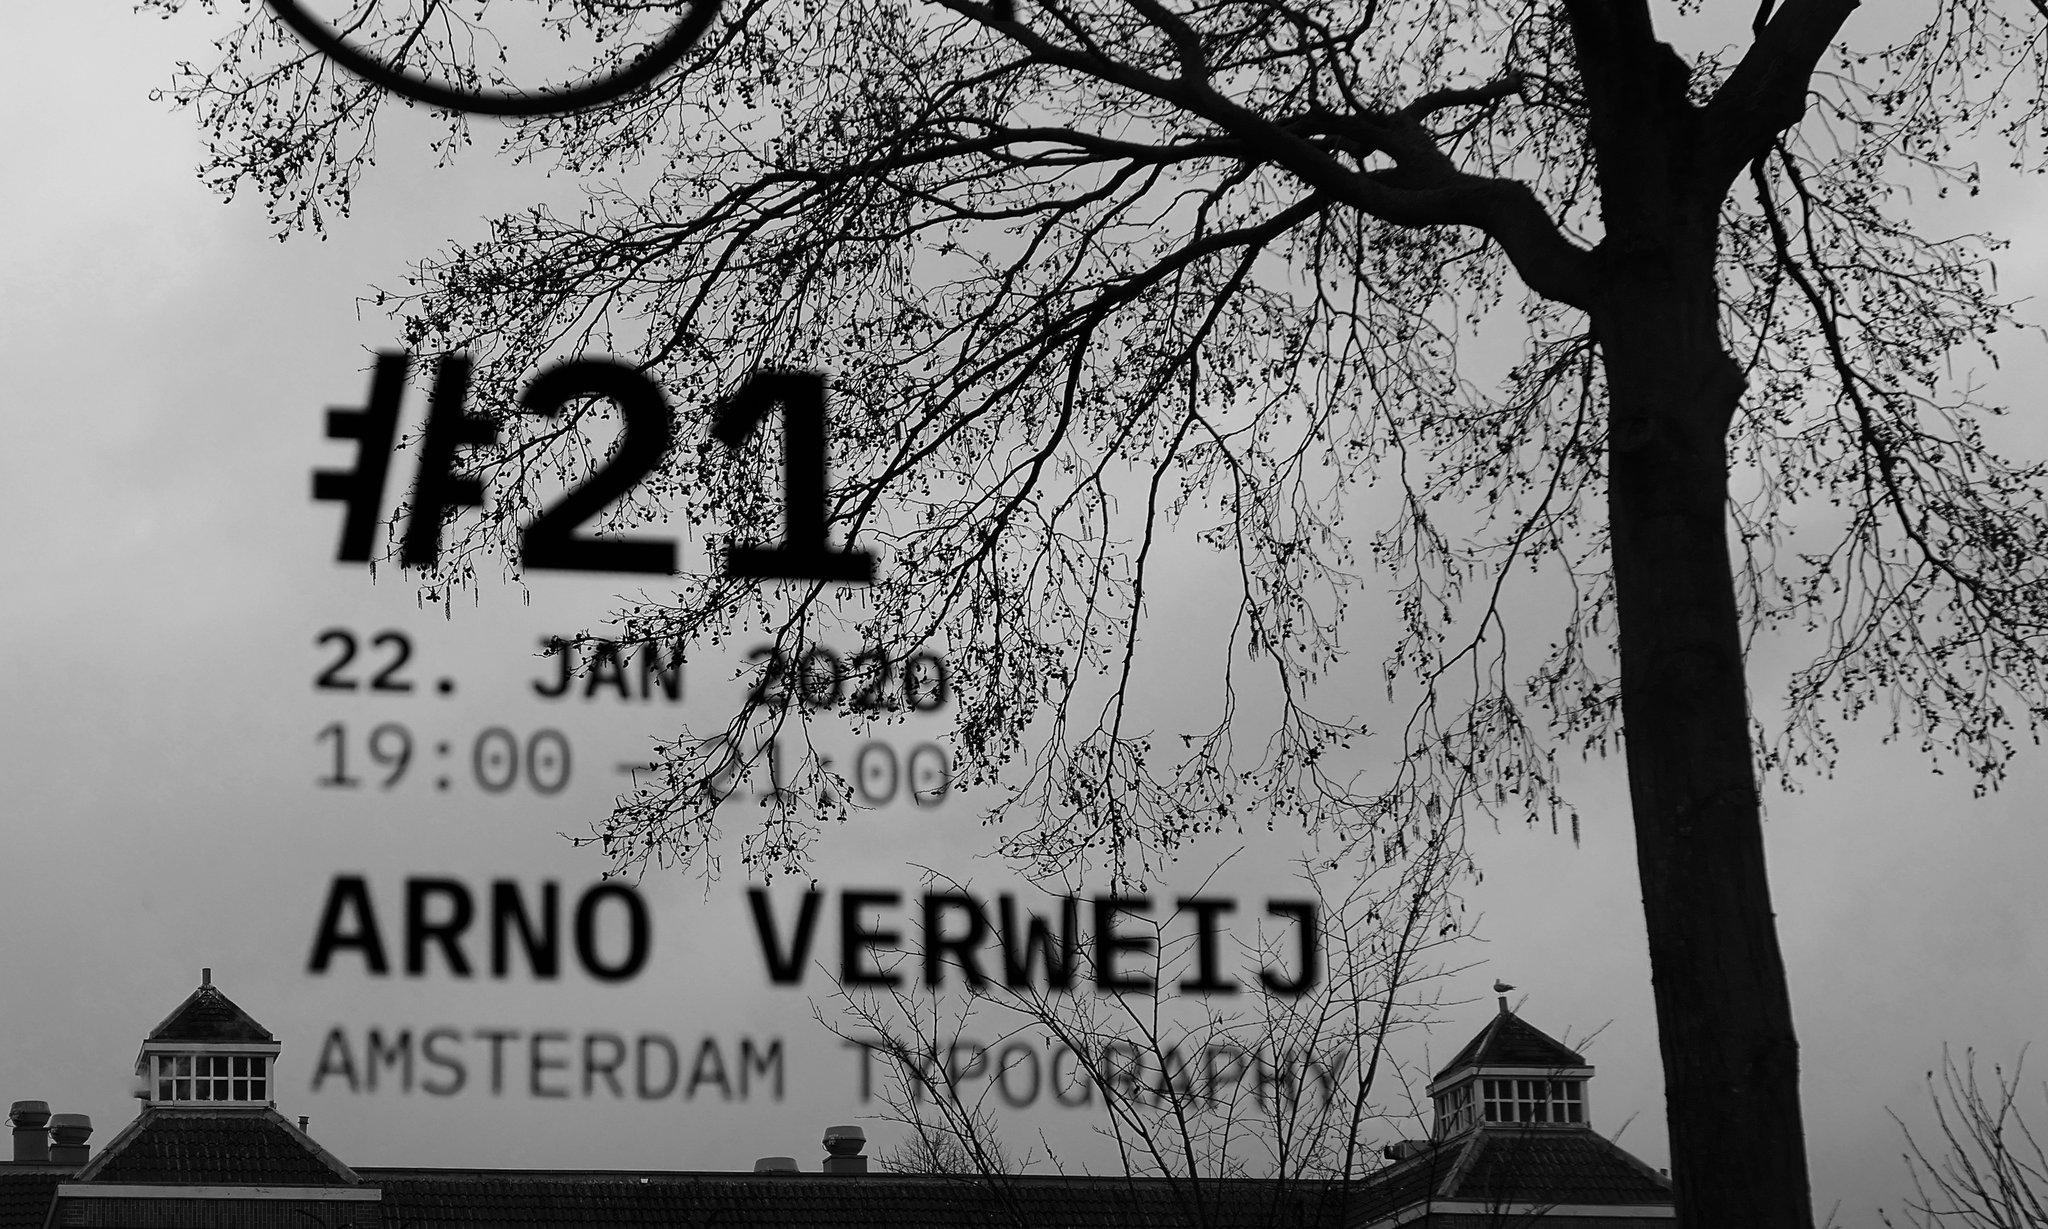 #21
22. JAN 2020
19:00 — 21:00
ARNO VERWEIJ
AMSTERDAM TYPOGRAPHY